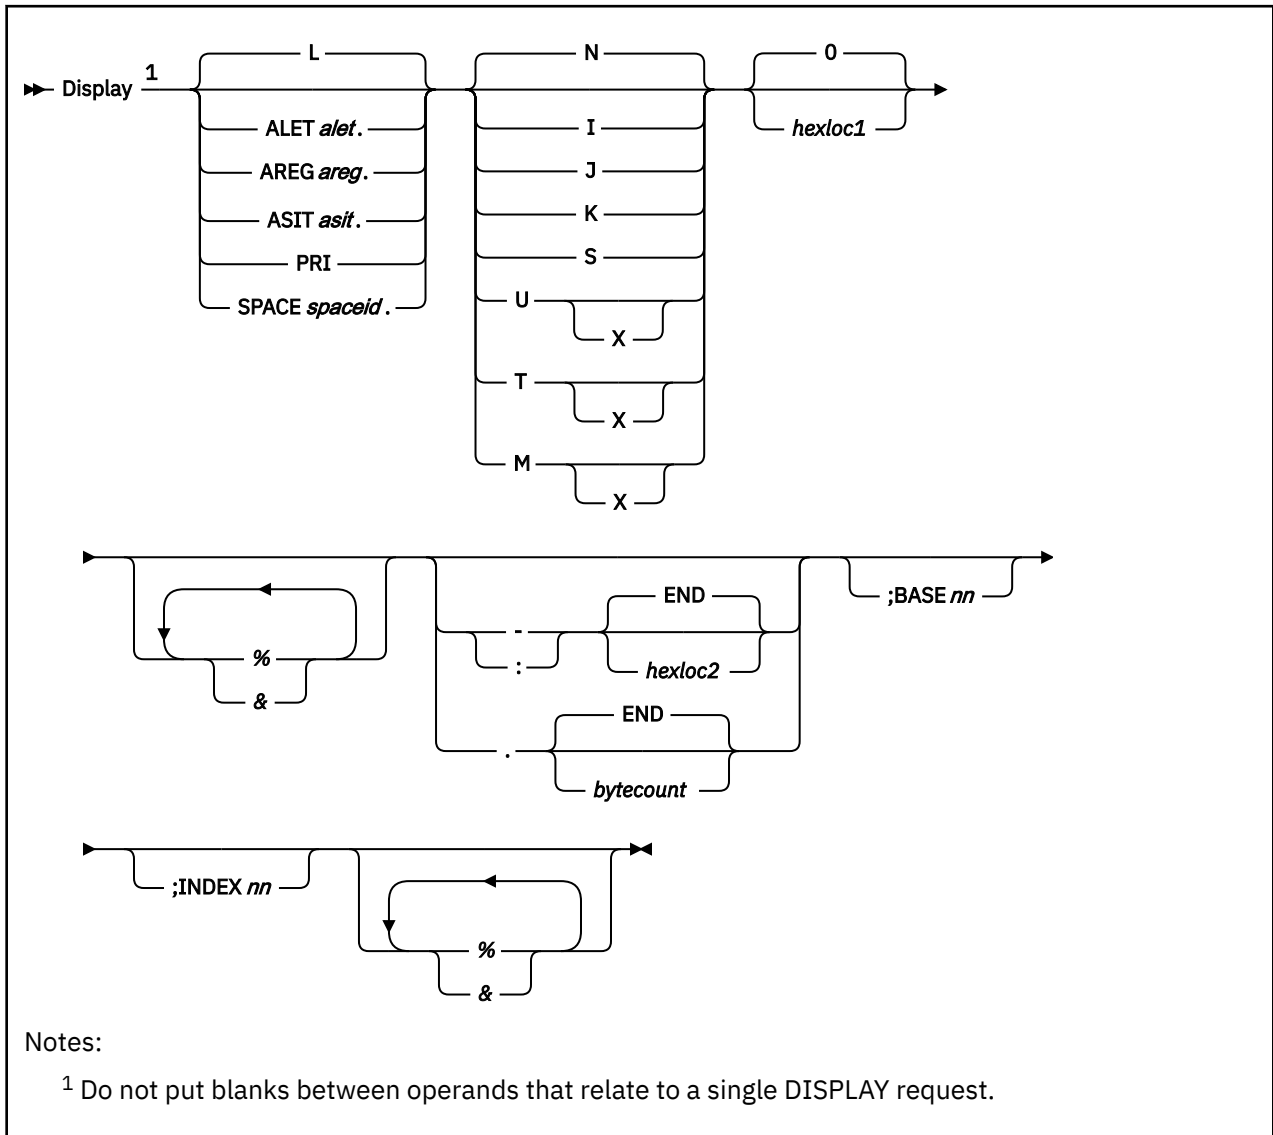 L N 0
Display 1
ALET alet. I hexloc1
AREG areg. J
ASIT asit. K
PRI S
SPACE spaceid. U
X
T
X
M
X
END ;BASE nn
% - hexloc2
& :
END
.
bytecount
;INDEX nn
%
&
Notes:
1 Do not put blanks between operands that relate to a single DISPLAY request.